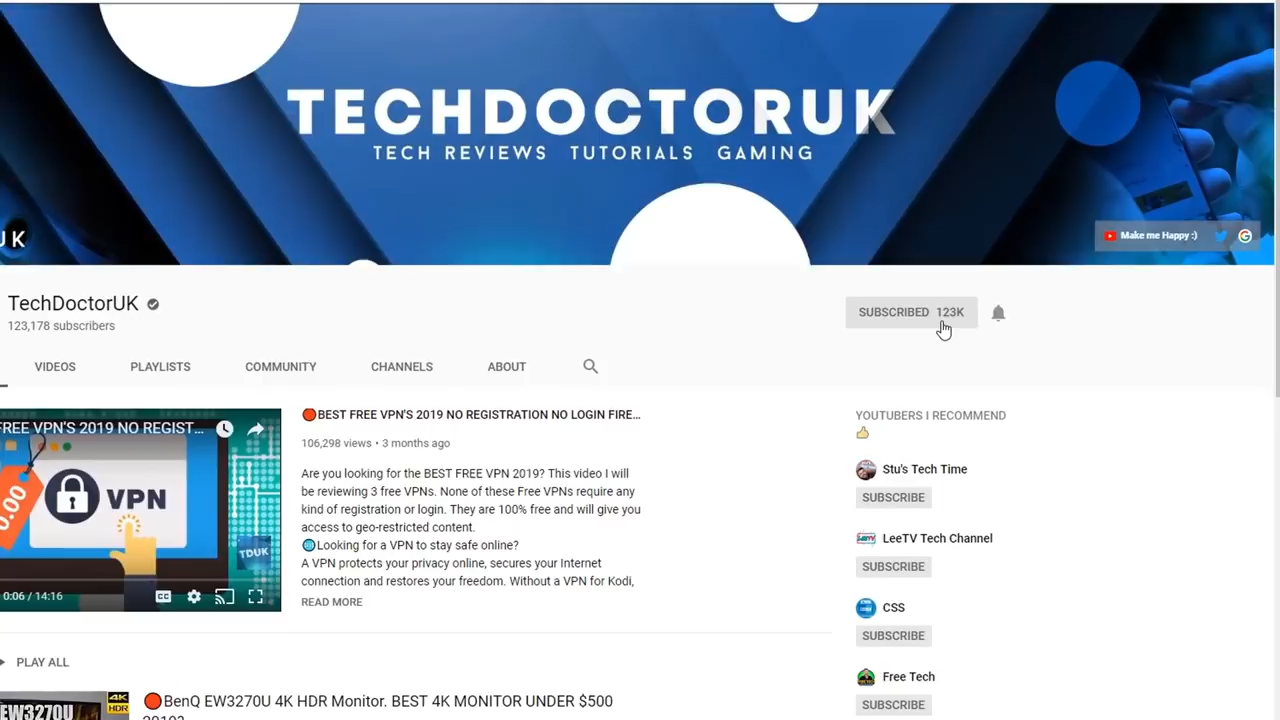 TECHDOCTORUK
TECH REVIEWS TUTORIALS GAMING
UK
Make me Happy :)
TechDoctorUK
123,178 subscribers
SUBSCRIBED 123K
VIDEOS PLAYLISTS COMMUNITY CHANNELS ABOUT
FREE VPN'S 2019 NO REGIST...
VPN
0.00
TDUK
0:06 / 14:16
CC
🔴BEST FREE VPN'S 2019 NO REGISTRATION NO LOGIN FIRE...
106,298 views • 3 months ago
Are you looking for the BEST FREE VPN 2019? This video I will
be reviewing 3 free VPNs. None of these Free VPNs require any
kind of registration or login. They are 100% free and will give you
access to geo-restricted content.
🌐Looking for a VPN to stay safe online?
A VPN protects your privacy online, secures your Internet
connection and restores your freedom. Without a VPN for Kodi,
READ MORE
YOUTUBERS I RECOMMEND
👍
Stu's Tech Time
SUBSCRIBE
LeeTV Tech Channel
SUBSCRIBE
CSS
SUBSCRIBE
Free Tech
SUBSCRIBE
PLAY ALL
EW3270U
4K
HDR
🔴BenQ EW3270U 4K HDR Monitor. BEST 4K MONITOR UNDER $500